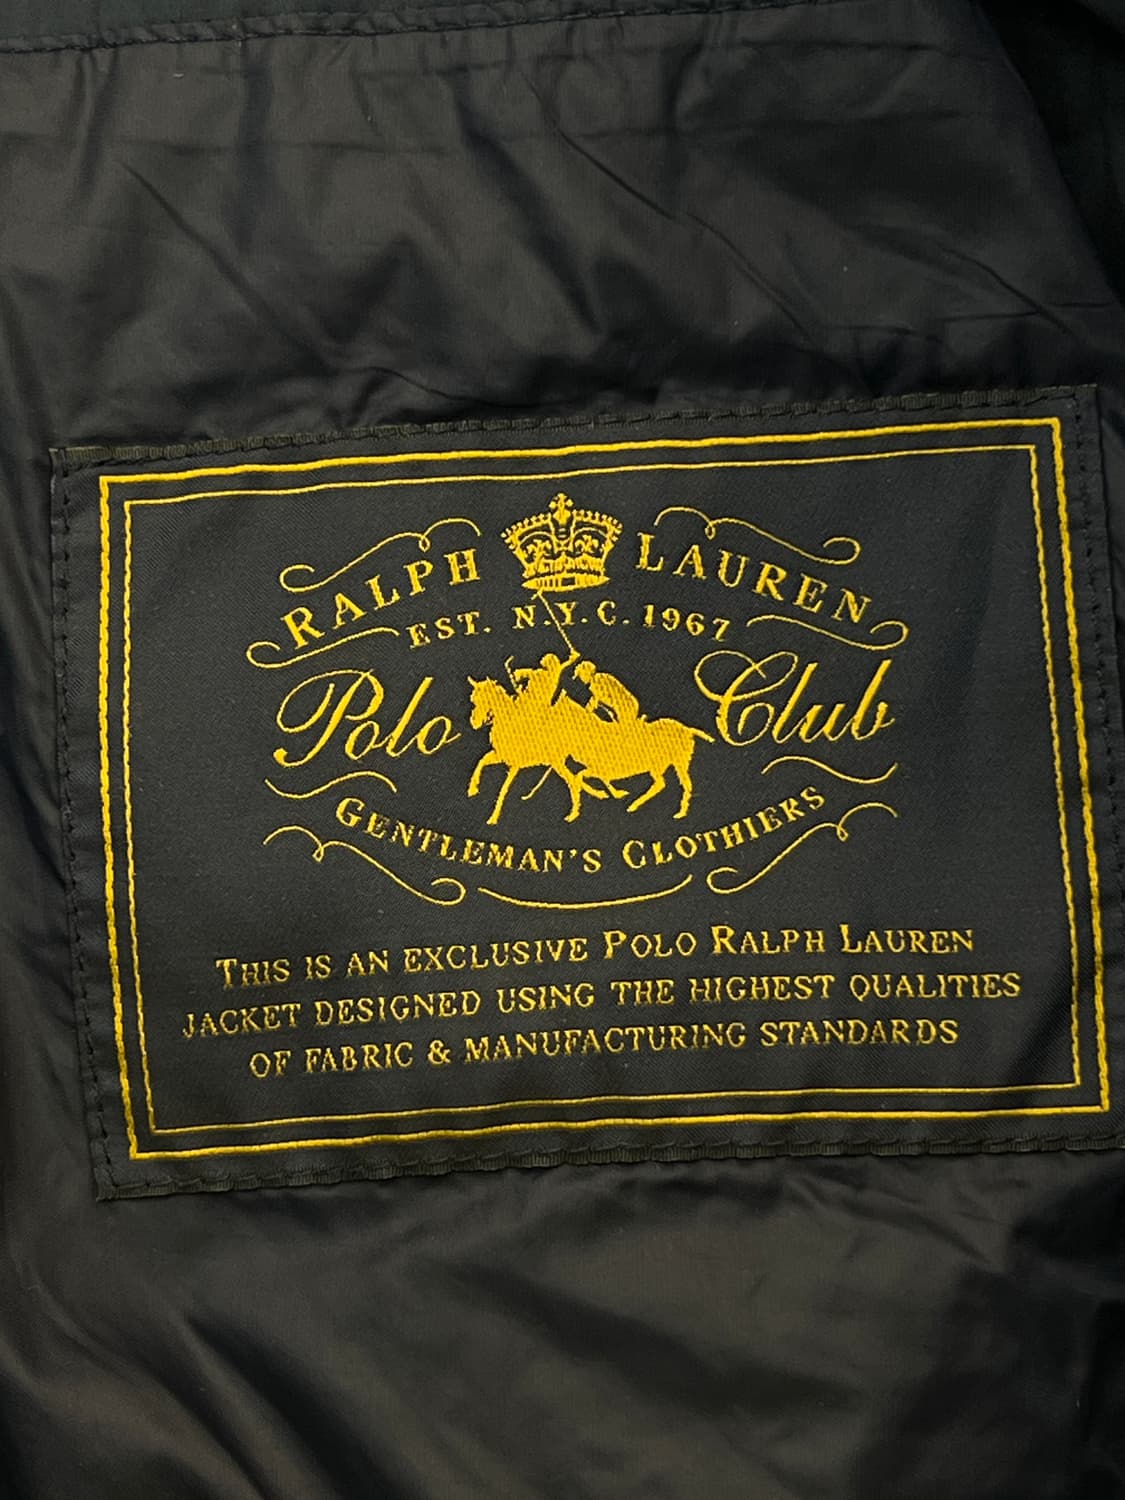 RALPH LAUREN
EST. N.Y.C. 1967
Polo Club
GENTLEMAN'S CLOTHIERS
THIS IS AN EXCLUSIVE POLO RALPH LAUREN
JACKET DESIGNED USING THE HIGHEST QUALITIES
OF FABRIC & MANUFACTURING STANDARDS